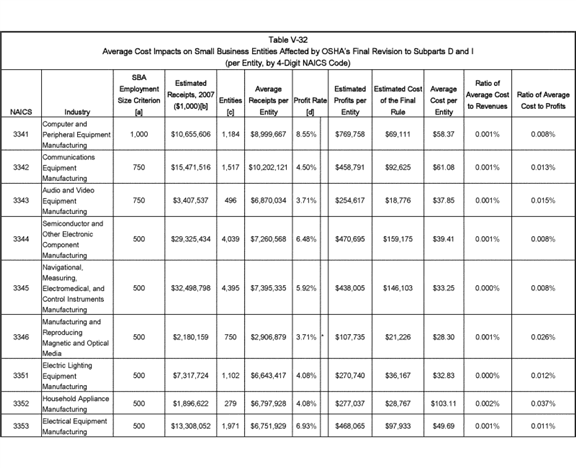 Table V-32
Average Cost Impacts on Small Business Entities Affected by OSHA's Final Revision to Subparts D and I
(per Entity, by 4-Digit NAICS Code)
NAICS Industry SBA Employment Size Criterion [a] Estimated Receipts, 2007 ($1,000)[b] Entities [c] Average Receipts per Entity Profit Rate [d] Estimated Profits per Entity Estimated Cost of the Final Rule Average Cost per Entity Ratio of Average Cost to Revenues Ratio of Average Cost to Profits
3341 Computer and Peripheral Equipment Manufacturing 1,000 $10,655,606 1,184 $8,999,667 8.55% $769,758 $69,111 $58.37 0.001% 0.008%
3342 Communications Equipment Manufacturing 750 $15,471,516 1,517 $10,202,121 4.50% $458,791 $92,625 $61.08 0.001% 0.013%
3343 Audio and Video Equipment Manufacturing 750 $3,407,537 496 $6,870,034 3.71% $254,617 $18,776 $37.85 0.001% 0.015%
3344 Semiconductor and Other Electronic Component Manufacturing 500 $29,325,434 4,039 $7,260,568 6.48% $470,695 $159,175 $39.41 0.001% 0.008%
3345 Navigational, Measuring, Electromedical, and Control Instruments Manufacturing 500 $32,498,798 4,395 $7,395,335 5.92% $438,005 $146,103 $33.25 0.000% 0.008%
3346 Manufacturing and Reproducing Magnetic and Optical Media 500 $2,180,159 750 $2,906,879 3.71% * $107,735 $21,226 $28.30 0.001% 0.026%
3351 Electric Lighting Equipment Manufacturing 500 $7,317,724 1,102 $6,643,417 4.08% $270,740 $36,167 $32.83 0.000% 0.012%
3352 Household Appliance Manufacturing 500 $1,896,622 279 $6,797,928 4.08% $277,037 $28,767 $103.11 0.002% 0.037%
3353 Electrical Equipment Manufacturing 500 $13,308,052 1,971 $6,751,929 6.93% $468,065 $97,933 $49.69 0.001% 0.011%